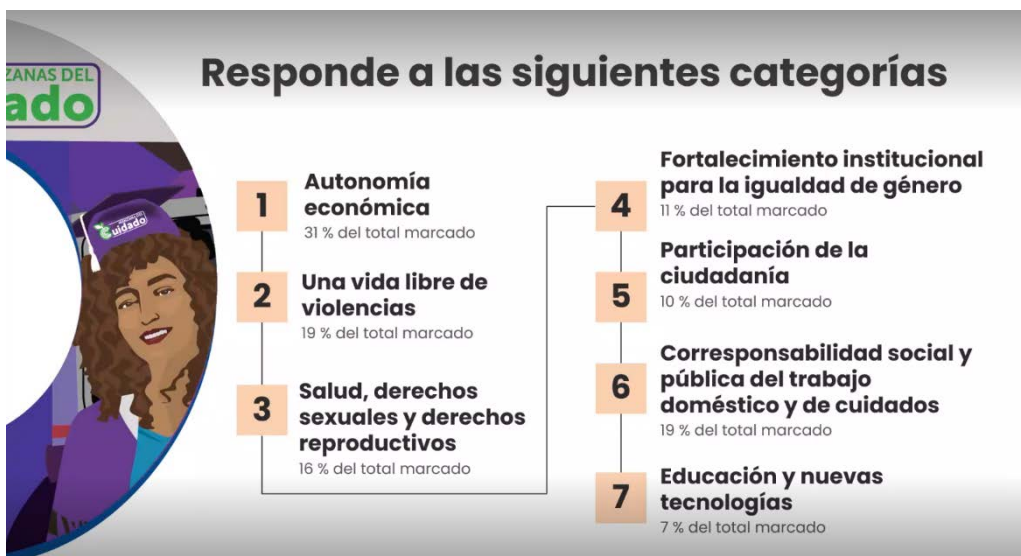 ZANAS DEL
ado
Responde a las siguientes categorías
cuidado
1
Autonomía
económica
31 % del total marcado
2
Una vida libre de
violencias
19 % del total marcado
3
Salud, derechos
sexuales y derechos
reproductivos
16 % del total marcado
4
Fortalecimiento institucional
para la igualdad de género
11 % del total marcado
5
Participación de la
ciudadanía
10 % del total marcado
6
Corresponsabilidad social y
pública del trabajo
doméstico y de cuidados
19 % del total marcado
7
Educación y nuevas
tecnologías
7 % del total marcado